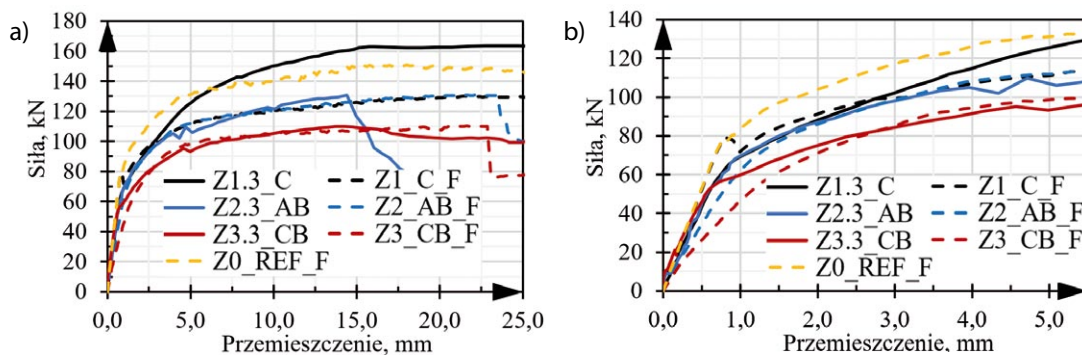 a)
Siła, kN
180
160
140
120
100
80
60
40
20
0
Z1.3_C
Z1_C_F
Z2.3_AB
Z2_AB_F
Z3.3_CB
Z3_CB_F
Z0_REF_F
0,0 5,0 10,0 15,0 20,0 25,0
Przemieszczenie, mm
b)
Siła, kN
140
120
100
80
60
40
20
0
Z1.3_C
Z1_C_F
Z2.3_AB
Z2_AB_F
Z3.3_CB
Z3_CB_F
Z0_REF_F
0,0 1,0 2,0 3,0 4,0 5,0
Przemieszczenie, mm